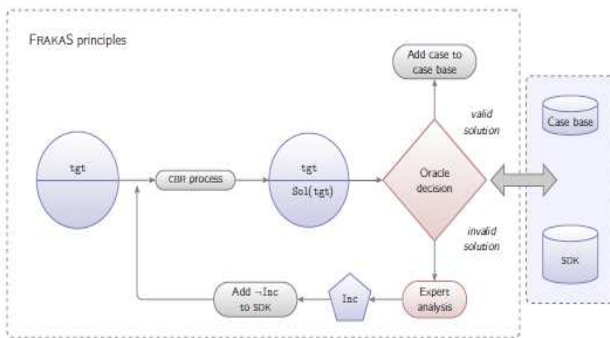 FRAKAS principles
Add case to
case base
valid
solution
Case base
tgt
CBR process
tgt
Sol(tgt)
Oracle
decision
invalid
solution
SDK
Add ¬Inc
to SDK
Inc
Expert
analysis